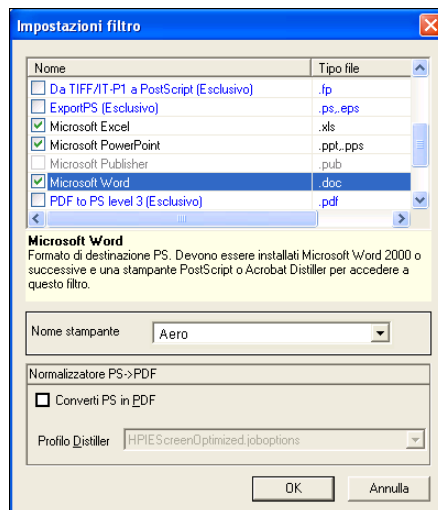 Impostazioni filtro
Nome Tipo file
Da TIFF/IT-P1 a PostScript (Esclusivo) .fp
ExportPS (Esclusivo) .ps,.eps
Microsoft Excel .xls
Microsoft PowerPoint .ppt,.pps
Microsoft Publisher .pub
Microsoft Word .doc
PDF to PS level 3 (Esclusivo) .pdf
Microsoft Word
Formato di destinazione PS. Devono essere installati Microsoft Word 2000 o
successive e una stampante PostScript o Acrobat Distiller per accedere a
questo filtro.
Nome stampante Aero
Normalizzatore PS->PDF
Converti PS in PDF
Profilo Distiller HPIEScreenOptimized.joboptions
OK Annulla